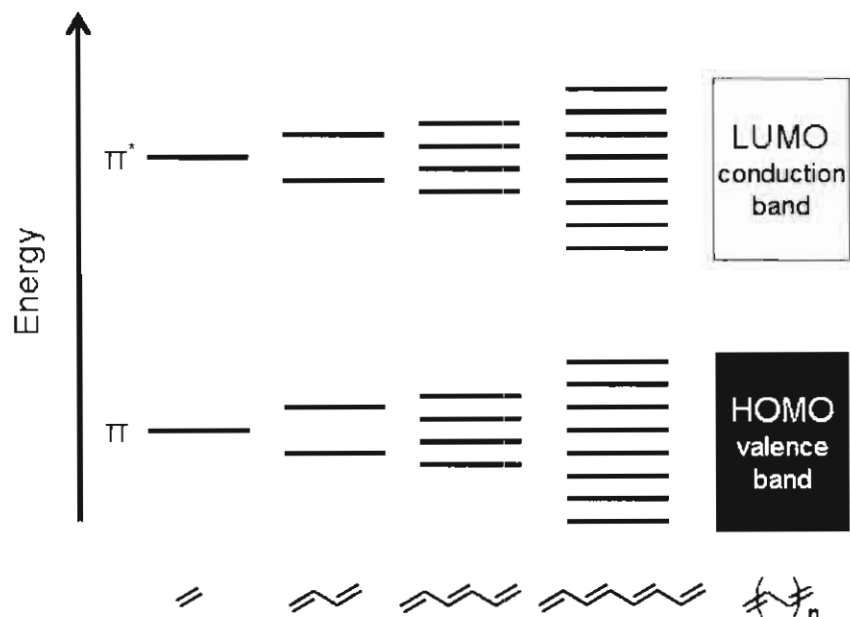 π*
π
Energy
LUMO
conduction
band
HOMO
valence
band
n